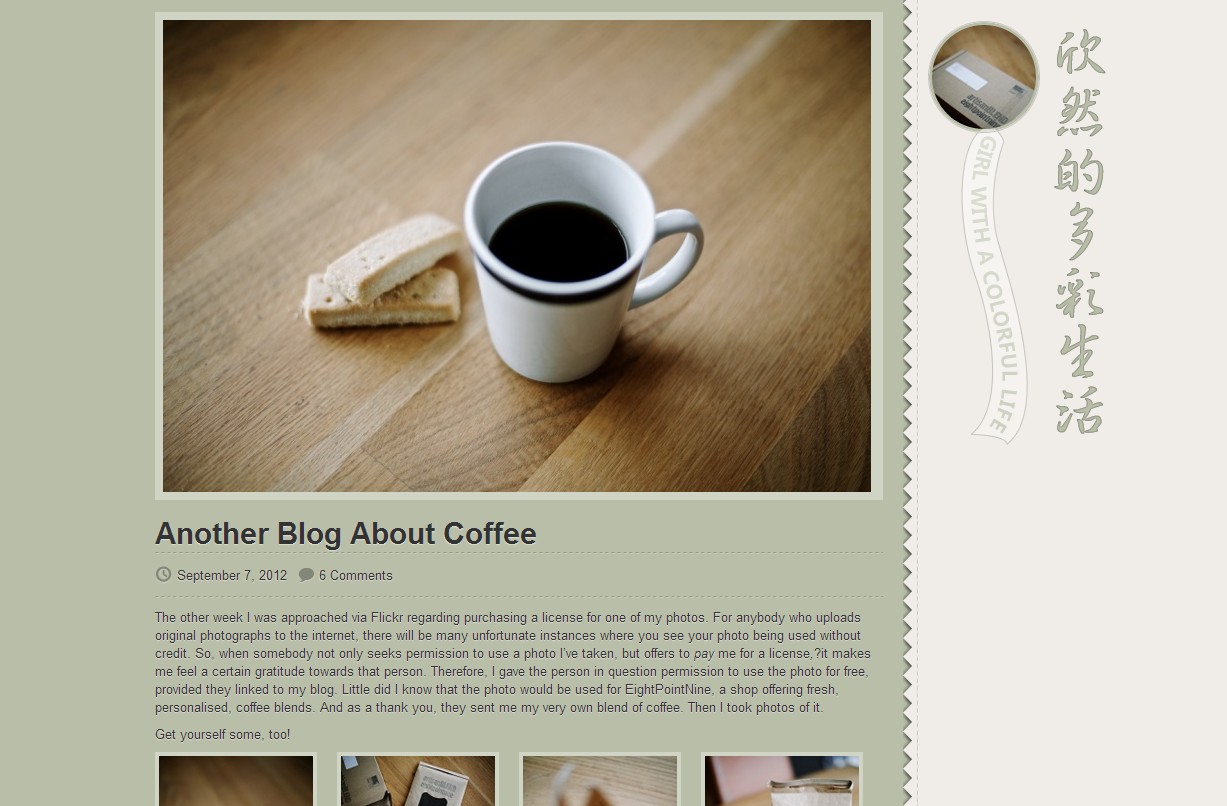 Another Blog About Coffee
September 7, 2012 6 Comments
The other week I was approached via Flickr regarding purchasing a license for one of my photos. For anybody who uploads
original photographs to the internet, there will be many unfortunate instances where you see your photo being used without
credit. So, when somebody not only seeks permission to use a photo I've taken, but offers to pay me for a license,?it makes
me feel a certain gratitude towards that person. Therefore, I gave the person in question permission to use the photo for free,
provided they linked to my blog. Little did I know that the photo would be used for EightPointNine, a shop offering fresh,
personalised, coffee blends. And as a thank you, they sent me my very own blend of coffee. Then I took photos of it.
Get yourself some, too!
GIRL WITH A COLORFUL LIFE
欣然的多彩生活